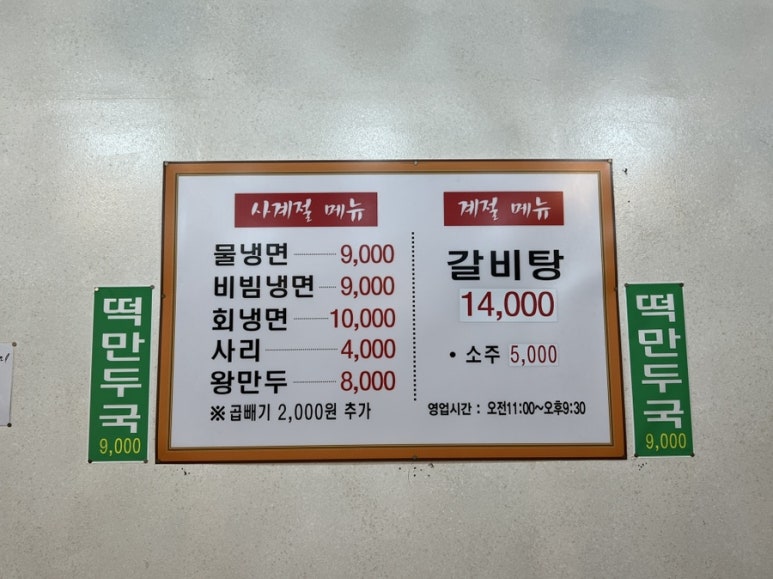 사계절 메뉴
물냉면 9,000
비빔냉면 9,000
회냉면 10,000
사리 4,000
왕만두 8,000
※ 곱빼기 2,000원 추가
계절 메뉴
갈비탕
14,000
• 소주 5,000
영업시간 : 오전11:00~오후9:30
떡만두국
9,000
떡만두국
9,000